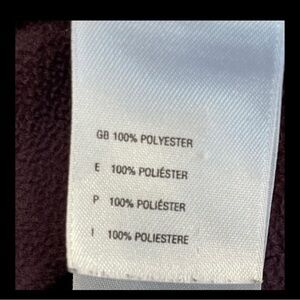 GB 100% POLYESTER
E 100% POLIÉSTER
P 100% POLIÉSTER
I 100% POLIESTERE